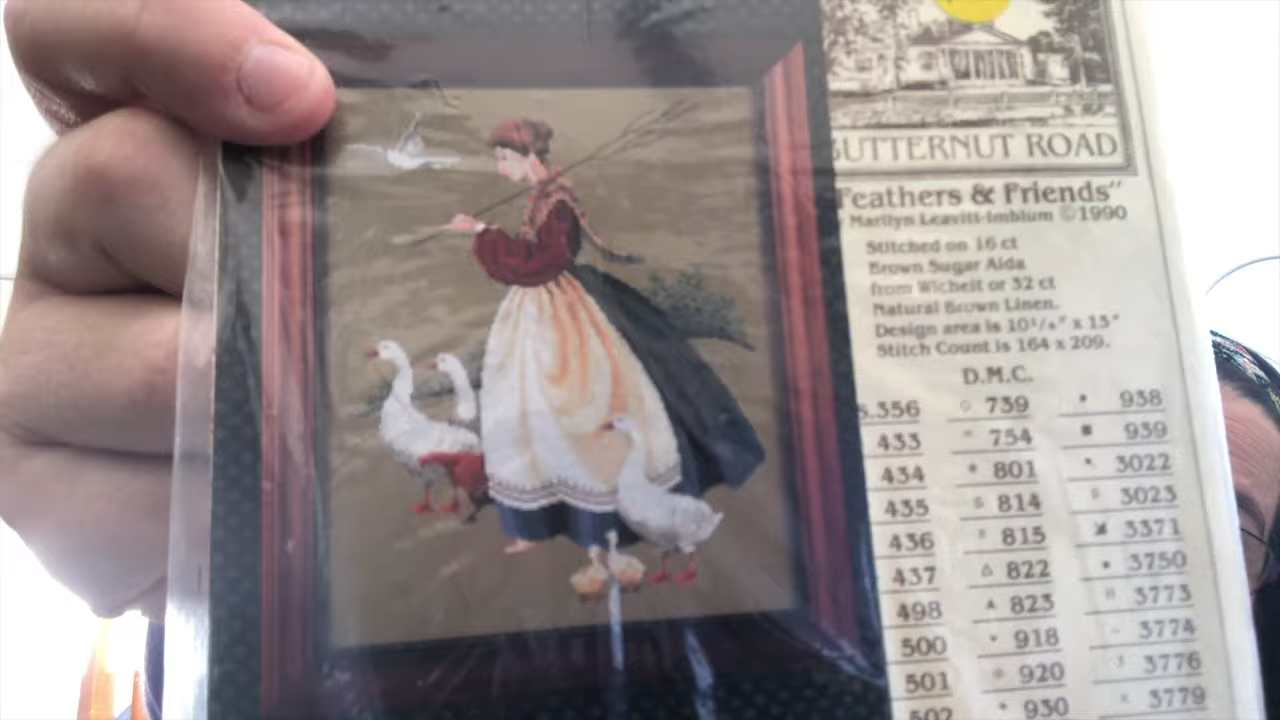 BUTTERNUT ROAD
Feathers & Friends"
Marilyn Leavitt-Imblum ©1990
Stitched on 16 ct
Brown Sugar Aida
from Wichelt or 32 ct
Natural Brown Linen.
Design area is 10¹/₄" x 13"
Stitch Count is 164 x 209.
D.M.C.
356 739 938
433 754 939
434 801 3022
435 814 3023
436 815 3371
437 822 3750
498 823 3773
500 918 3774
501 920 3776
502 930 3779